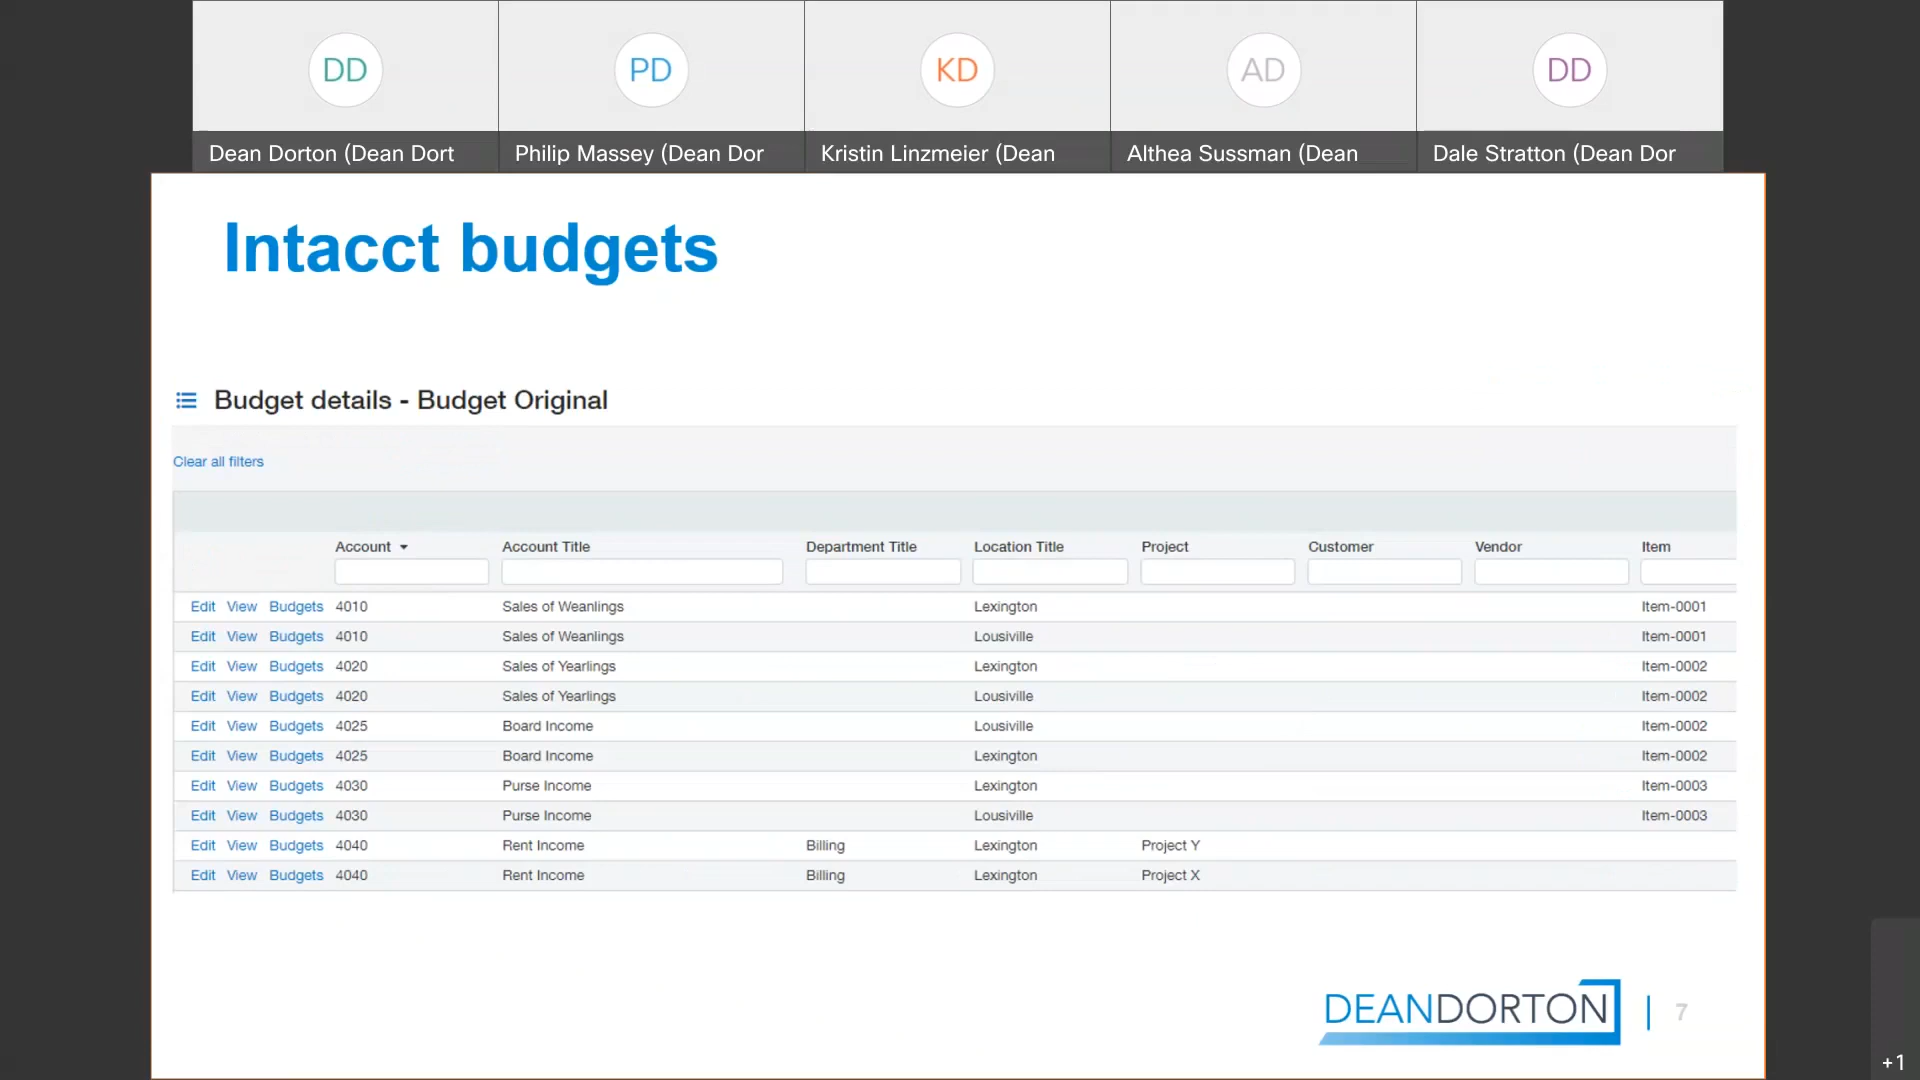 DD PD KD AD DD
Dean Dorton (Dean Dort Philip Massey (Dean Dor Kristin Linzmeier (Dean Althea Sussman (Dean Dale Stratton (Dean Dor
Intacct budgets
Budget details - Budget Original
Clear all filters
Account Account Title Department Title Location Title Project Customer Vendor Item
Edit View Budgets 4010 Sales of Weanlings Lexington Item-0001
Edit View Budgets 4010 Sales of Weanlings Lousiville Item-0001
Edit View Budgets 4020 Sales of Yearlings Lexington Item-0002
Edit View Budgets 4020 Sales of Yearlings Lousiville Item-0002
Edit View Budgets 4025 Board Income Lousiville Item-0002
Edit View Budgets 4025 Board Income Lexington Item-0002
Edit View Budgets 4030 Purse Income Lexington Item-0003
Edit View Budgets 4030 Purse Income Lousiville Item-0003
Edit View Budgets 4040 Rent Income Billing Lexington Project Y
Edit View Budgets 4040 Rent Income Billing Lexington Project X
DEANDORTON | 7
+1